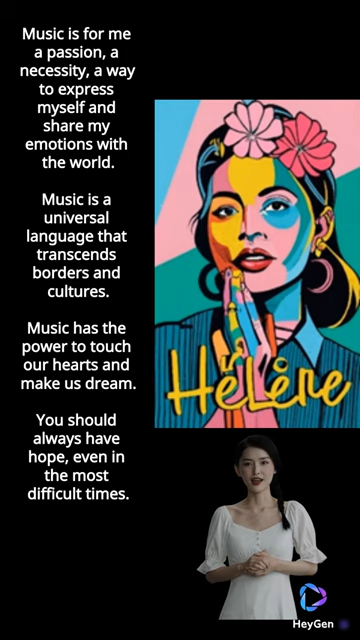 Music is for me
a passion, a
necessity, a way
to express
myself and
share my
emotions with
the world.
Music is a
universal
language that
transcends
borders and
cultures.
Music has the
power to touch
our hearts and
make us dream.
You should
always have
hope, even in
the most
difficult times.
Hélène
HeyGen